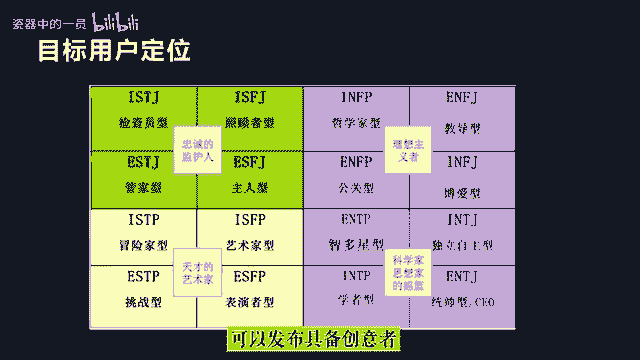 瓷器中的一员 bilibili
目标用户定位
ISTJ ISFJ INFP ENFJ
检查员型 照顾者型 哲学家型 教导型
忠诚的
监护人
理想主
义者
ESTJ ESFJ ENFP INFJ
管家型 主人型 公关型 博爱型
ISTP ISFP ENTP INTJ
冒险家型 艺术家型 智多星型 独立自主型
天才的
艺术家
科学家
思想家
的摇篮
ESTP ESFP INTP ENTJ
挑战型 表演者型 学者型 统帅型,CEO
可以发布具备创意者